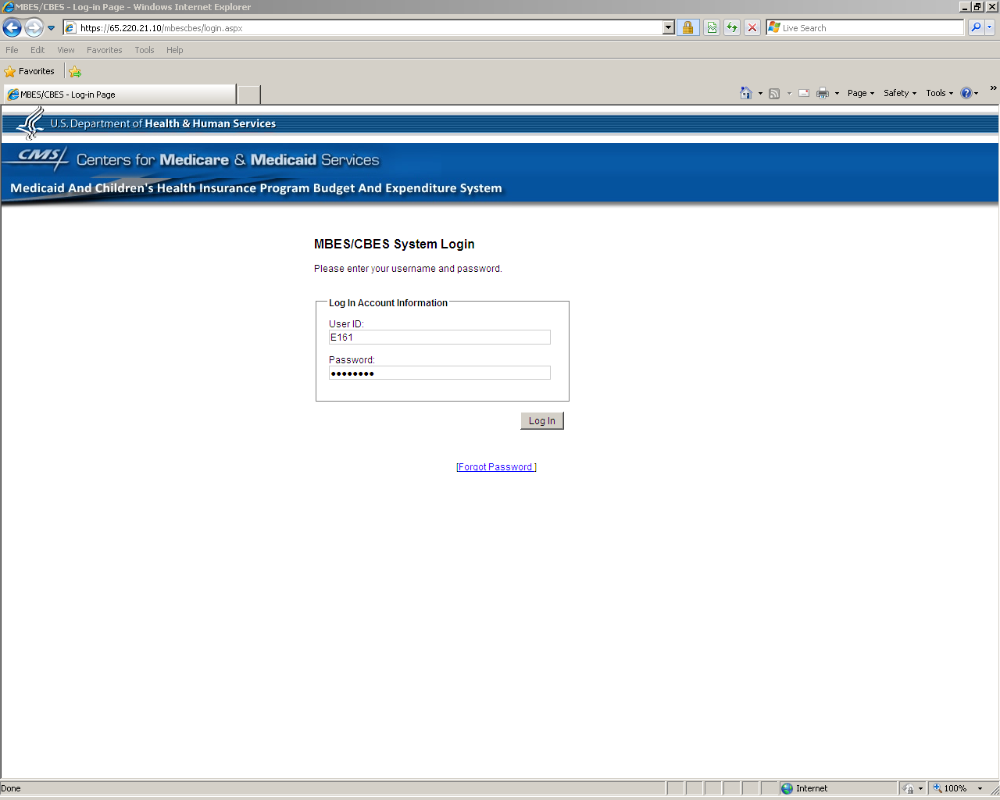 MBES/CBES - Log-in Page - Windows Internet Explorer
https://65.220.21.10/mbescbes/login.aspx
Live Search
File Edit View Favorites Tools Help
Favorites
MBES/CBES - Log-in Page
Page Safety Tools
U.S. Department of Health & Human Services
CMS Centers for Medicare & Medicaid Services
Medicaid And Children's Health Insurance Program Budget And Expenditure System
MBES/CBES System Login
Please enter your username and password.
Log In Account Information
User ID:
E161
Password:
••••••••
Log In
[Forgot Password ]
Done
Internet
100%